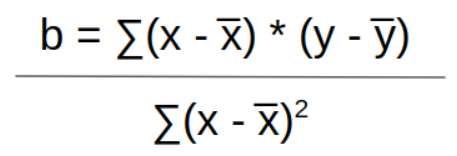 b = ∑(x - x̅) * (y - y̅)
∑(x - x̅)²